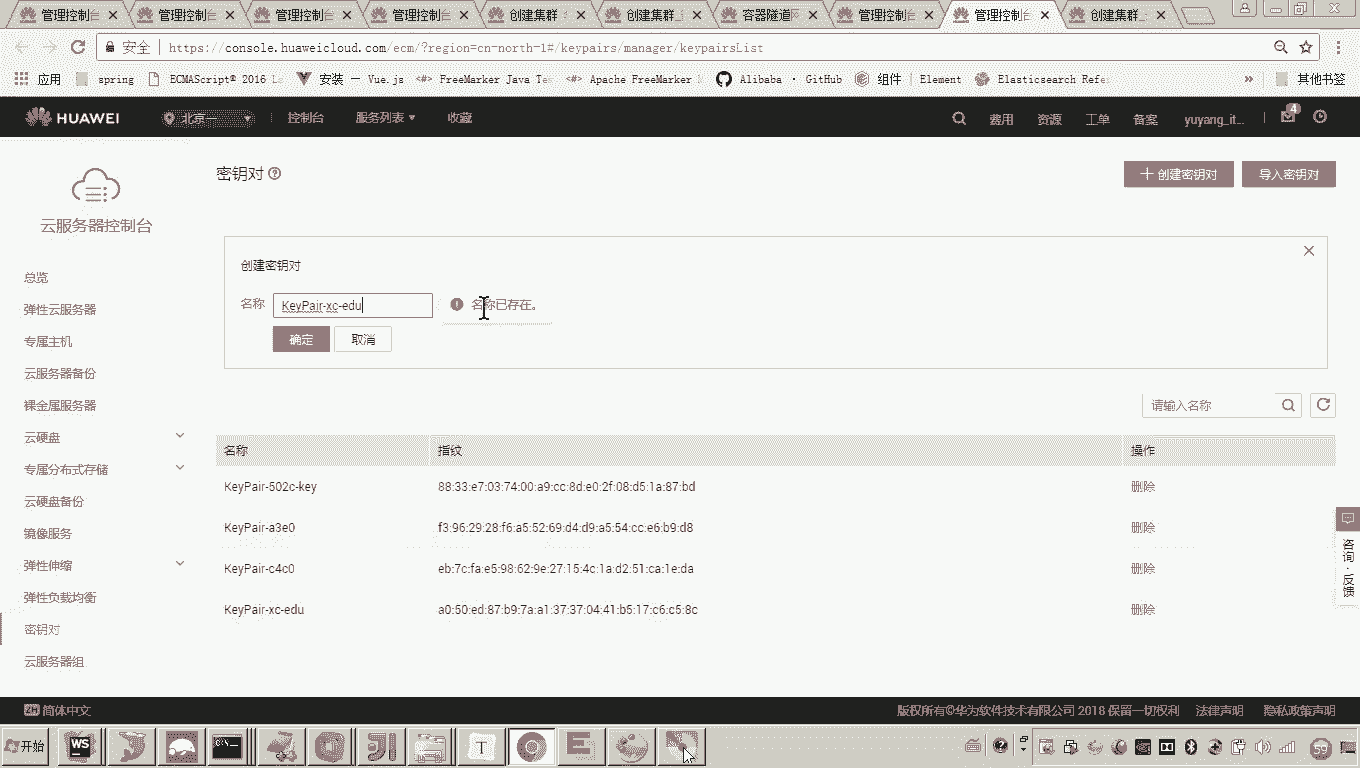 管理控制台 管理控制台 管理控制台 管理控制台 创建集群 创建集群_ 容器隧道网 管理控制台 管理控制台 创建集群_
安全 https://console.huaweicloud.com/ecm/?region=cn-north-1#/keypairs/manager/keypairsList
应用 spring ECMAScript® 2016 La 安装 — Vue.js FreeMarker Java Te Apache FreeMarker Alibaba · GitHub 组件 | Element Elasticsearch Refe » 其他书签
HUAWEI 北京一 控制台 服务列表 收藏 费用 资源 工单 备案 yuyang_it... 4
云服务器控制台
总览
弹性云服务器
专属主机
云服务器备份
裸金属服务器
云硬盘
专属分布式存储
云硬盘备份
镜像服务
弹性伸缩
弹性负载均衡
密钥对
云服务器组
密钥对 ? + 创建密钥对 导入密钥对
创建密钥对
名称 KeyPair-xc-edu 名称已存在。
确定 取消
请输入名称
名称 指纹 操作
KeyPair-502c-key 88:33:e7:03:74:00:a9:cc:8d:e0:2f:08:d5:1a:87:bd 删除
KeyPair-a3e0 f3:96:29:28:f6:a5:52:69:d4:d9:a5:54:cc:e6:b9:d8 删除
KeyPair-c4c0 eb:7c:fa:e5:98:62:9e:27:15:4c:1a:d2:51:ca:1e:da 删除
KeyPair-xc-edu a0:50:ed:87:b9:7a:a1:37:37:04:41:b5:17:c6:c5:8c 删除
咨询·反馈
ZH 简体中文 版权所有©华为软件技术有限公司 2018 保留一切权利 法律声明 隐私政策声明
开始 WS T